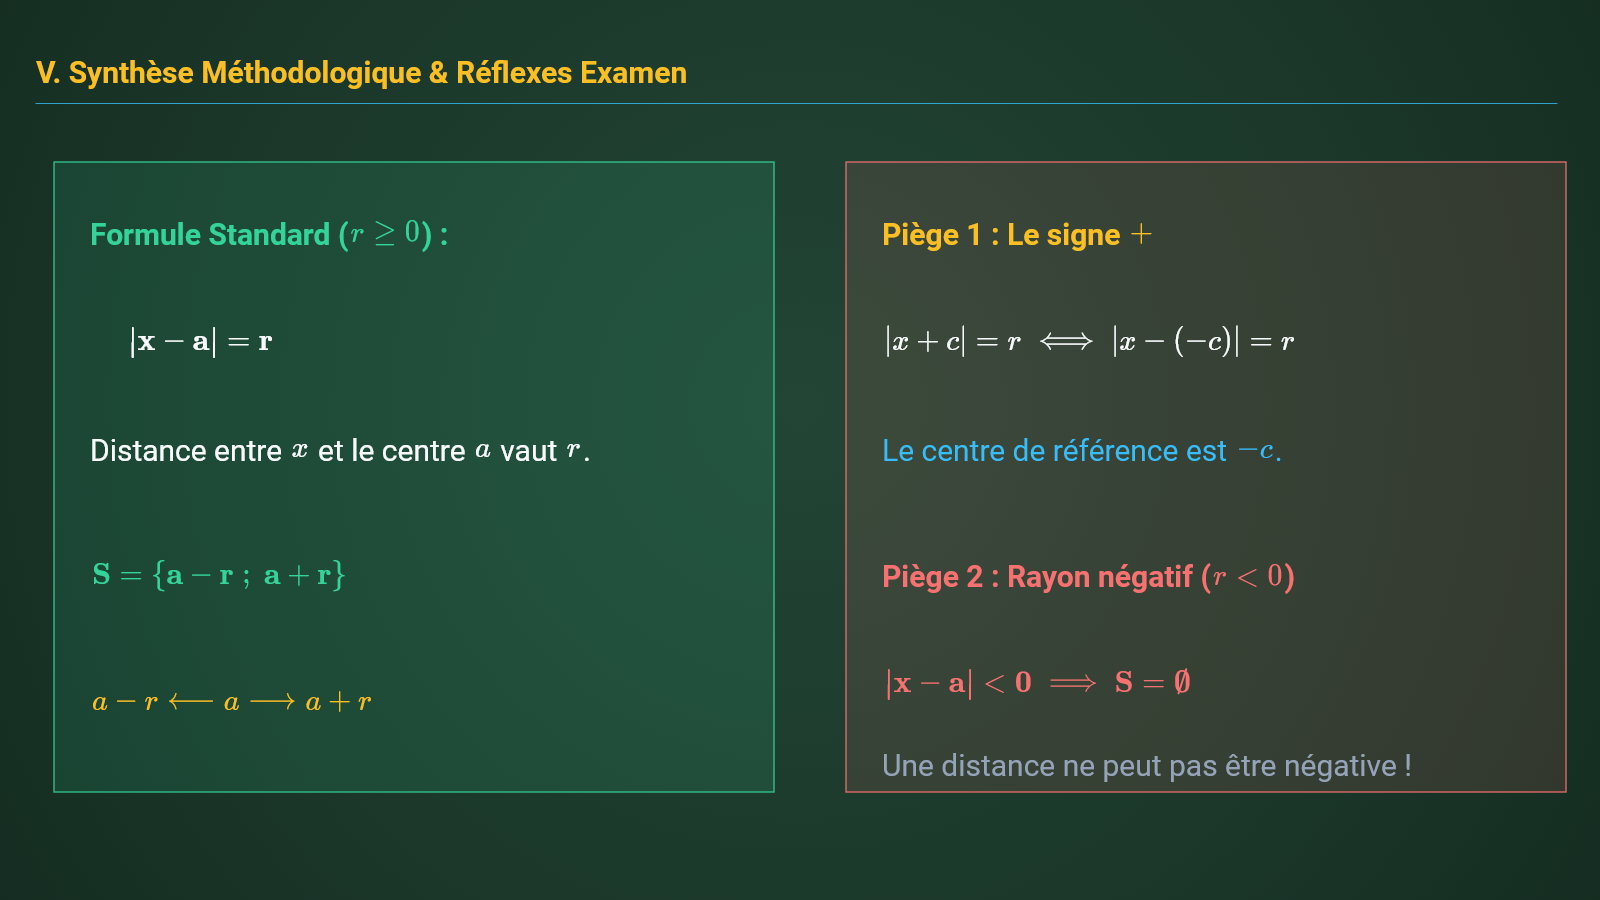 V. Synthèse Méthodologique & Réflexes Examen
Formule Standard (r ≥ 0) :
|x − a| = r
Distance entre x et le centre a vaut r.
S = {a − r ; a + r}
a − r ⟵ a ⟶ a + r
Piège 1 : Le signe +
|x + c| = r ⟺ |x − (−c)| = r
Le centre de référence est −c.
Piège 2 : Rayon négatif (r < 0)
|x − a| < 0 ⟹ S = ∅
Une distance ne peut pas être négative !